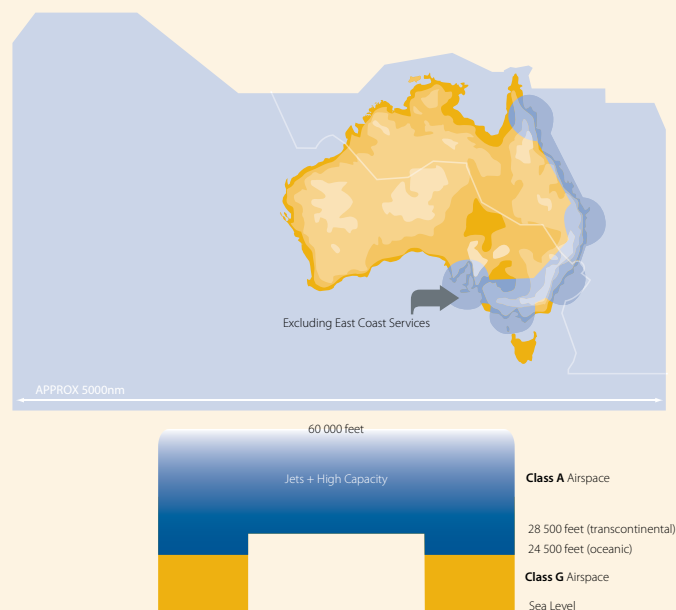 Excluding East Coast Services
APPROX 5000nm
60 000 feet
Jets + High Capacity
Class A Airspace
28 500 feet (transcontinental)
24 500 feet (oceanic)
Class G Airspace
Sea Level